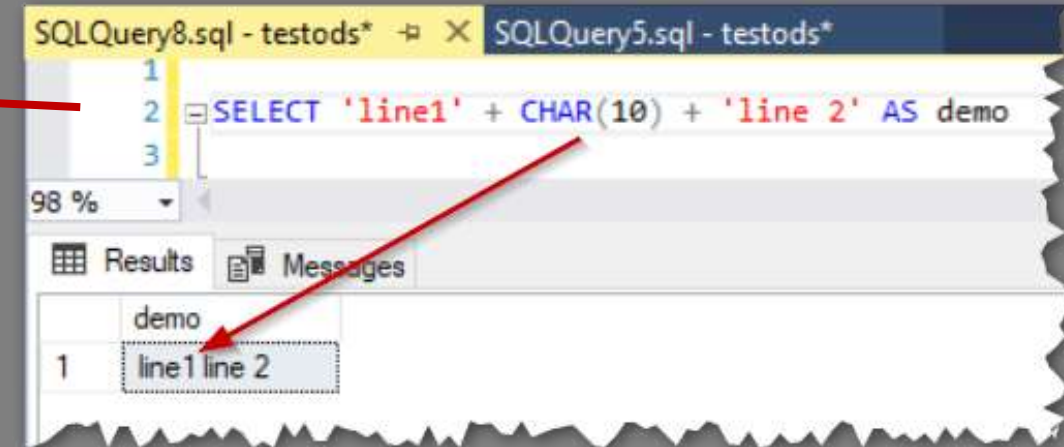 SQLQuery8.sql - testods* SQLQuery5.sql - testods*
1
2 SELECT 'line1' + CHAR(10) + 'line 2' AS demo
3
98 %
Results Messages
demo
1 line1 line 2